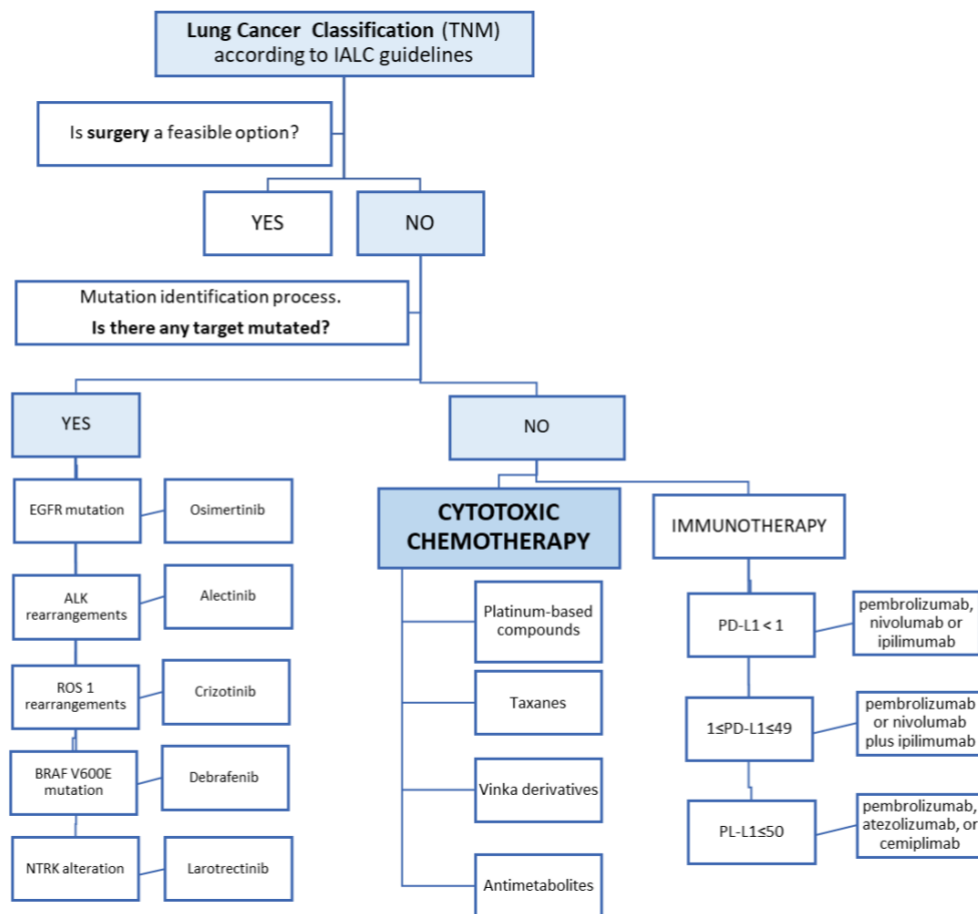 Lung Cancer Classification (TNM)
according to IALC guidelines
Is surgery a feasible option?
YES
NO
Mutation identification process.
Is there any target mutated?
YES
NO
EGFR mutation
Osimertinib
ALK
rearrangements
Alectinib
ROS 1
rearrangements
Crizotinib
BRAF V600E
mutation
Debrafenib
NTRK alteration
Larotrectinib
CYTOTOXIC
CHEMOTHERAPY
Platinum-based
compounds
Taxanes
Vinka derivatives
Antimetabolites
IMMUNOTHERAPY
PD-L1 < 1
pembrolizumab,
nivolumab or
ipilimumab
1≤PD-L1≤49
pembrolizumab
or nivolumab
plus ipilimumab
PL-L1≤50
pembrolizumab,
atezolizumab, or
cemiplimab